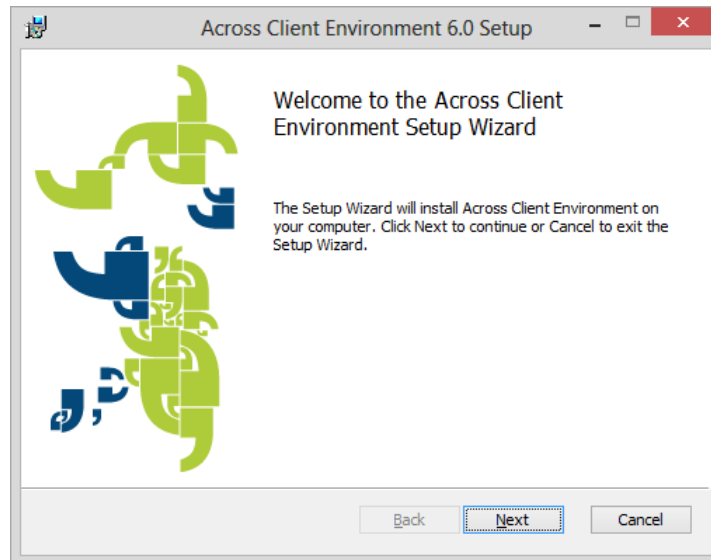 Across Client Environment 6.0 Setup
Welcome to the Across Client
Environment Setup Wizard
The Setup Wizard will install Across Client Environment on
your computer. Click Next to continue or Cancel to exit the
Setup Wizard.
Back
Next
Cancel